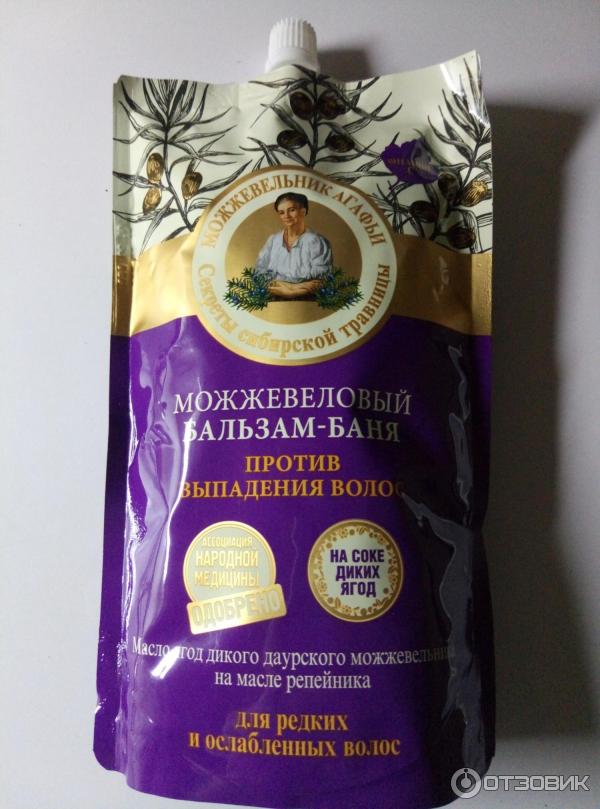 МОЖЖЕВЕЛЬНИК АГАФЬИ
Секреты сибирской травницы
МОЖЖЕВЕЛОВЫЙ
БАЛЬЗАМ-БАНЯ
ПРОТИВ
ВЫПАДЕНИЯ ВОЛОС
АССОЦИАЦИЯ
НАРОДНОЙ
МЕДИЦИНЫ
ОДОБРЕНО
НА СОКЕ
ДИКИХ
ЯГОД
Масло ягод дикого даурского можжевельника
на масле репейника
для редких
и ослабленных волос
ОТЗОВИК